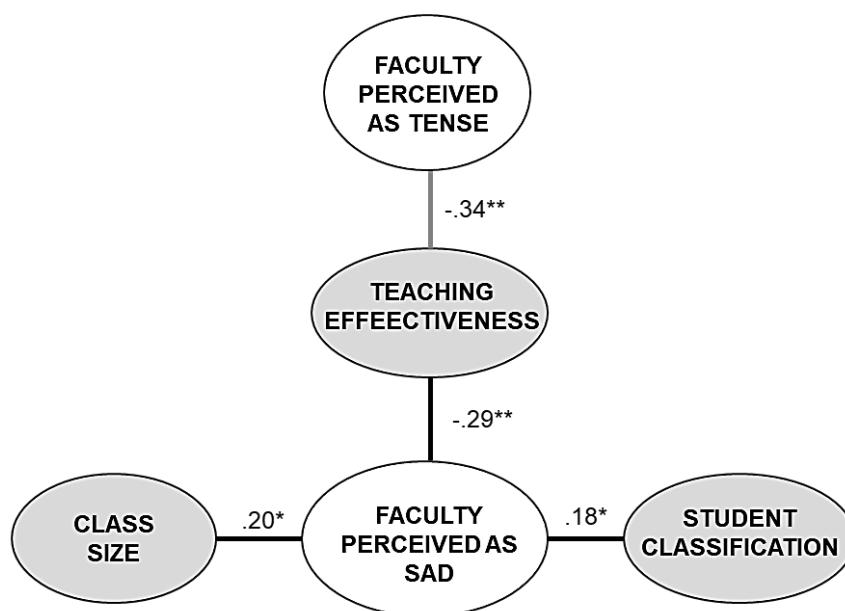 FACULTY
PERCEIVED
AS TENSE
-.34**
TEACHING
EFFEECTIVENESS
-.29**
CLASS
SIZE
.20*
FACULTY
PERCEIVED AS
SAD
.18*
STUDENT
CLASSIFICATION